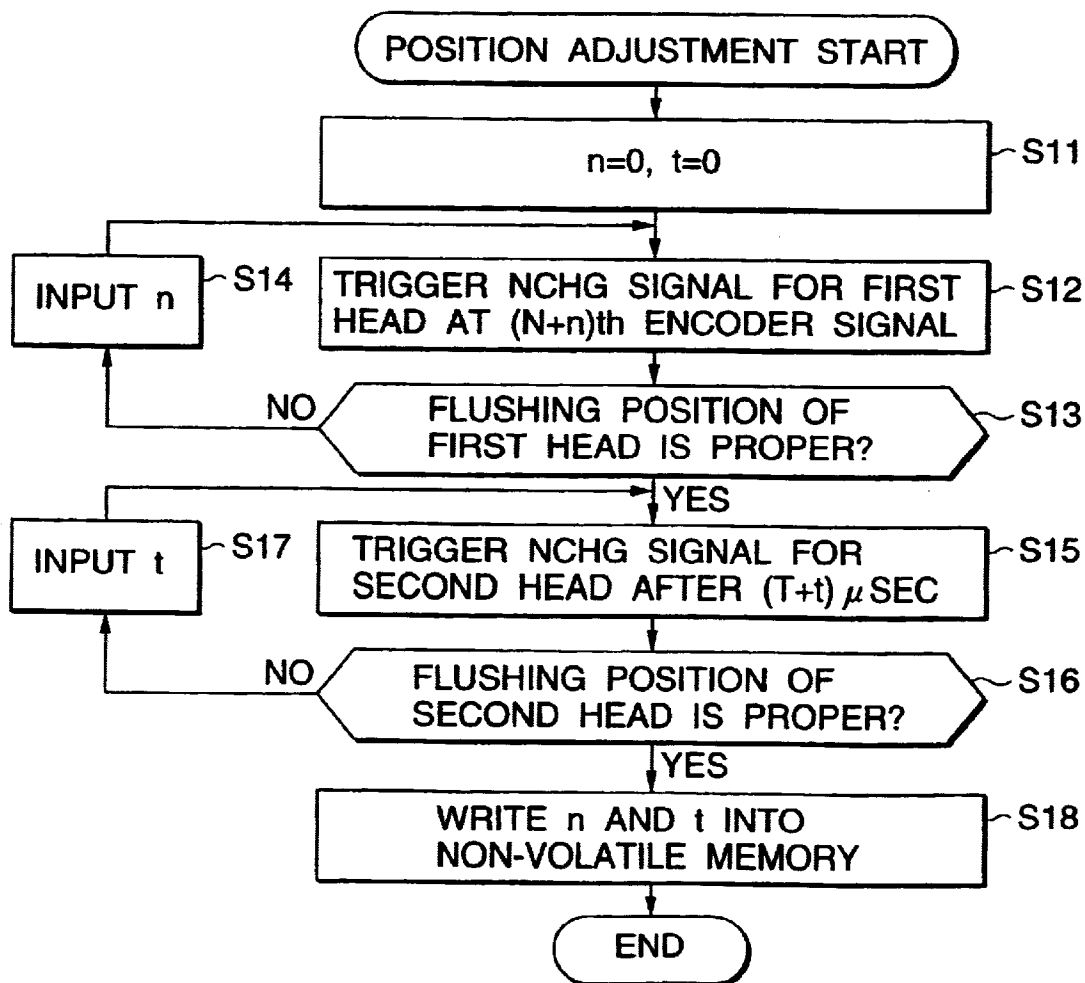 POSITION ADJUSTMENT START
n=0, t=0
S11
INPUT n
S14
TRIGGER NCHG SIGNAL FOR FIRST
HEAD AT (N+n)th ENCODER SIGNAL
S12
NO
FLUSHING POSITION OF
FIRST HEAD IS PROPER?
S13
YES
INPUT t
S17
TRIGGER NCHG SIGNAL FOR
SECOND HEAD AFTER (T+t) μ SEC
S15
NO
FLUSHING POSITION OF
SECOND HEAD IS PROPER?
S16
YES
WRITE n AND t INTO
NON-VOLATILE MEMORY
S18
END